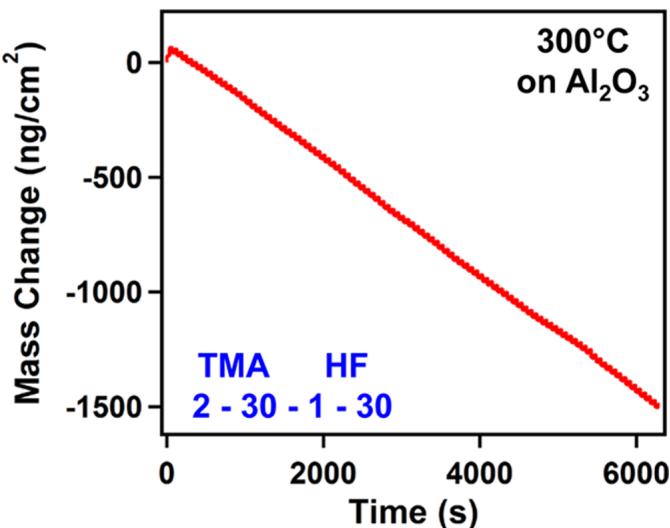 300°C
on Al₂O₃
Mass Change (ng/cm²)
0
-500
-1000
-1500
TMA HF
2 - 30 - 1 - 30
0 2000 4000 6000
Time (s)